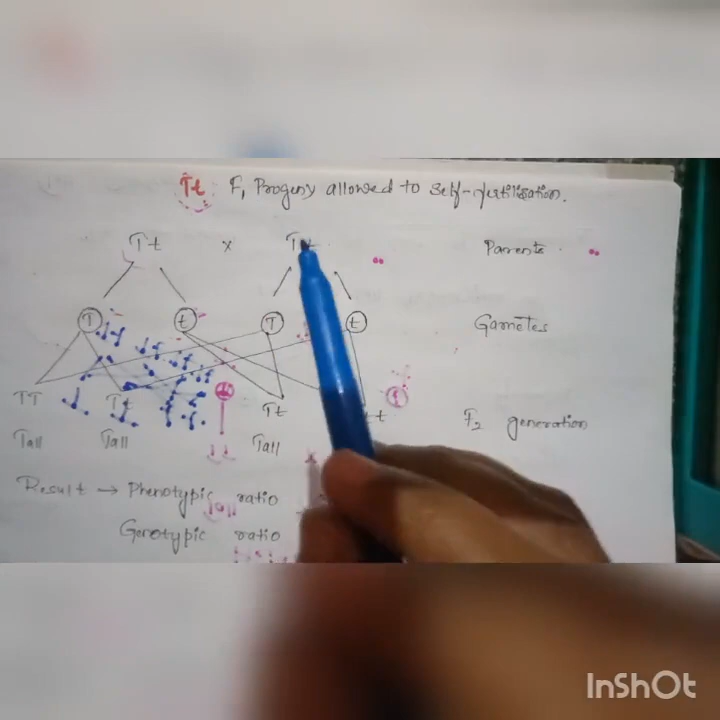 Tt F1 Progeny allowed to self-fertilisation.
Tt x Tt Parents
T t T t Gametes
TT Tt Tt F2 generation
Tall Tall Tall
Result → Phenotypic ratio
Tall
Genotypic ratio
InShOt